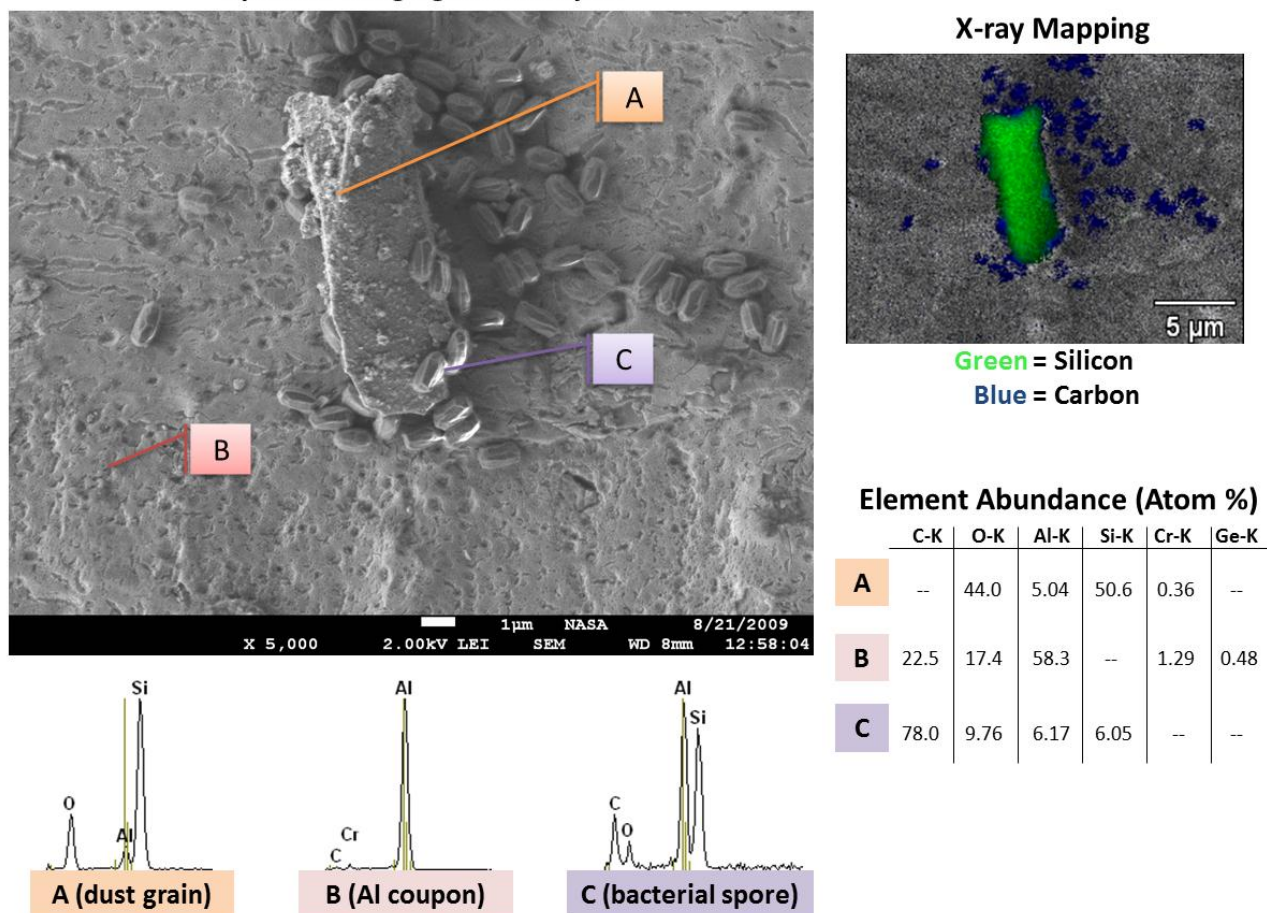 X-ray Mapping
A
C
B
5 µm
Green = Silicon
Blue = Carbon
1µm NASA 8/21/2009
X 5,000 2.00kV LEI SEM WD 8mm 12:58:04
Element Abundance (Atom %)
C-K O-K Al-K Si-K Cr-K Ge-K
A -- 44.0 5.04 50.6 0.36 --
B 22.5 17.4 58.3 -- 1.29 0.48
C 78.0 9.76 6.17 6.05 -- --
Si
O
Al
A (dust grain)
Al
Cr
C
B (Al coupon)
Al
Si
C
O
C (bacterial spore)